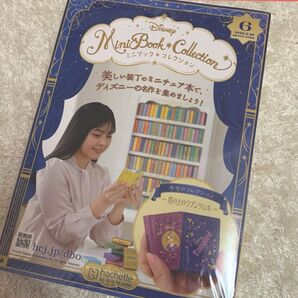 Disney
Mini Book Collection
ミニブック・コレクション
6
美しい装丁のミニチュア本で、
ディズニーの名作を集めましょう!
今号のコレクション
塔の上のラプンツェル
hcj.jp/dbo
hachette